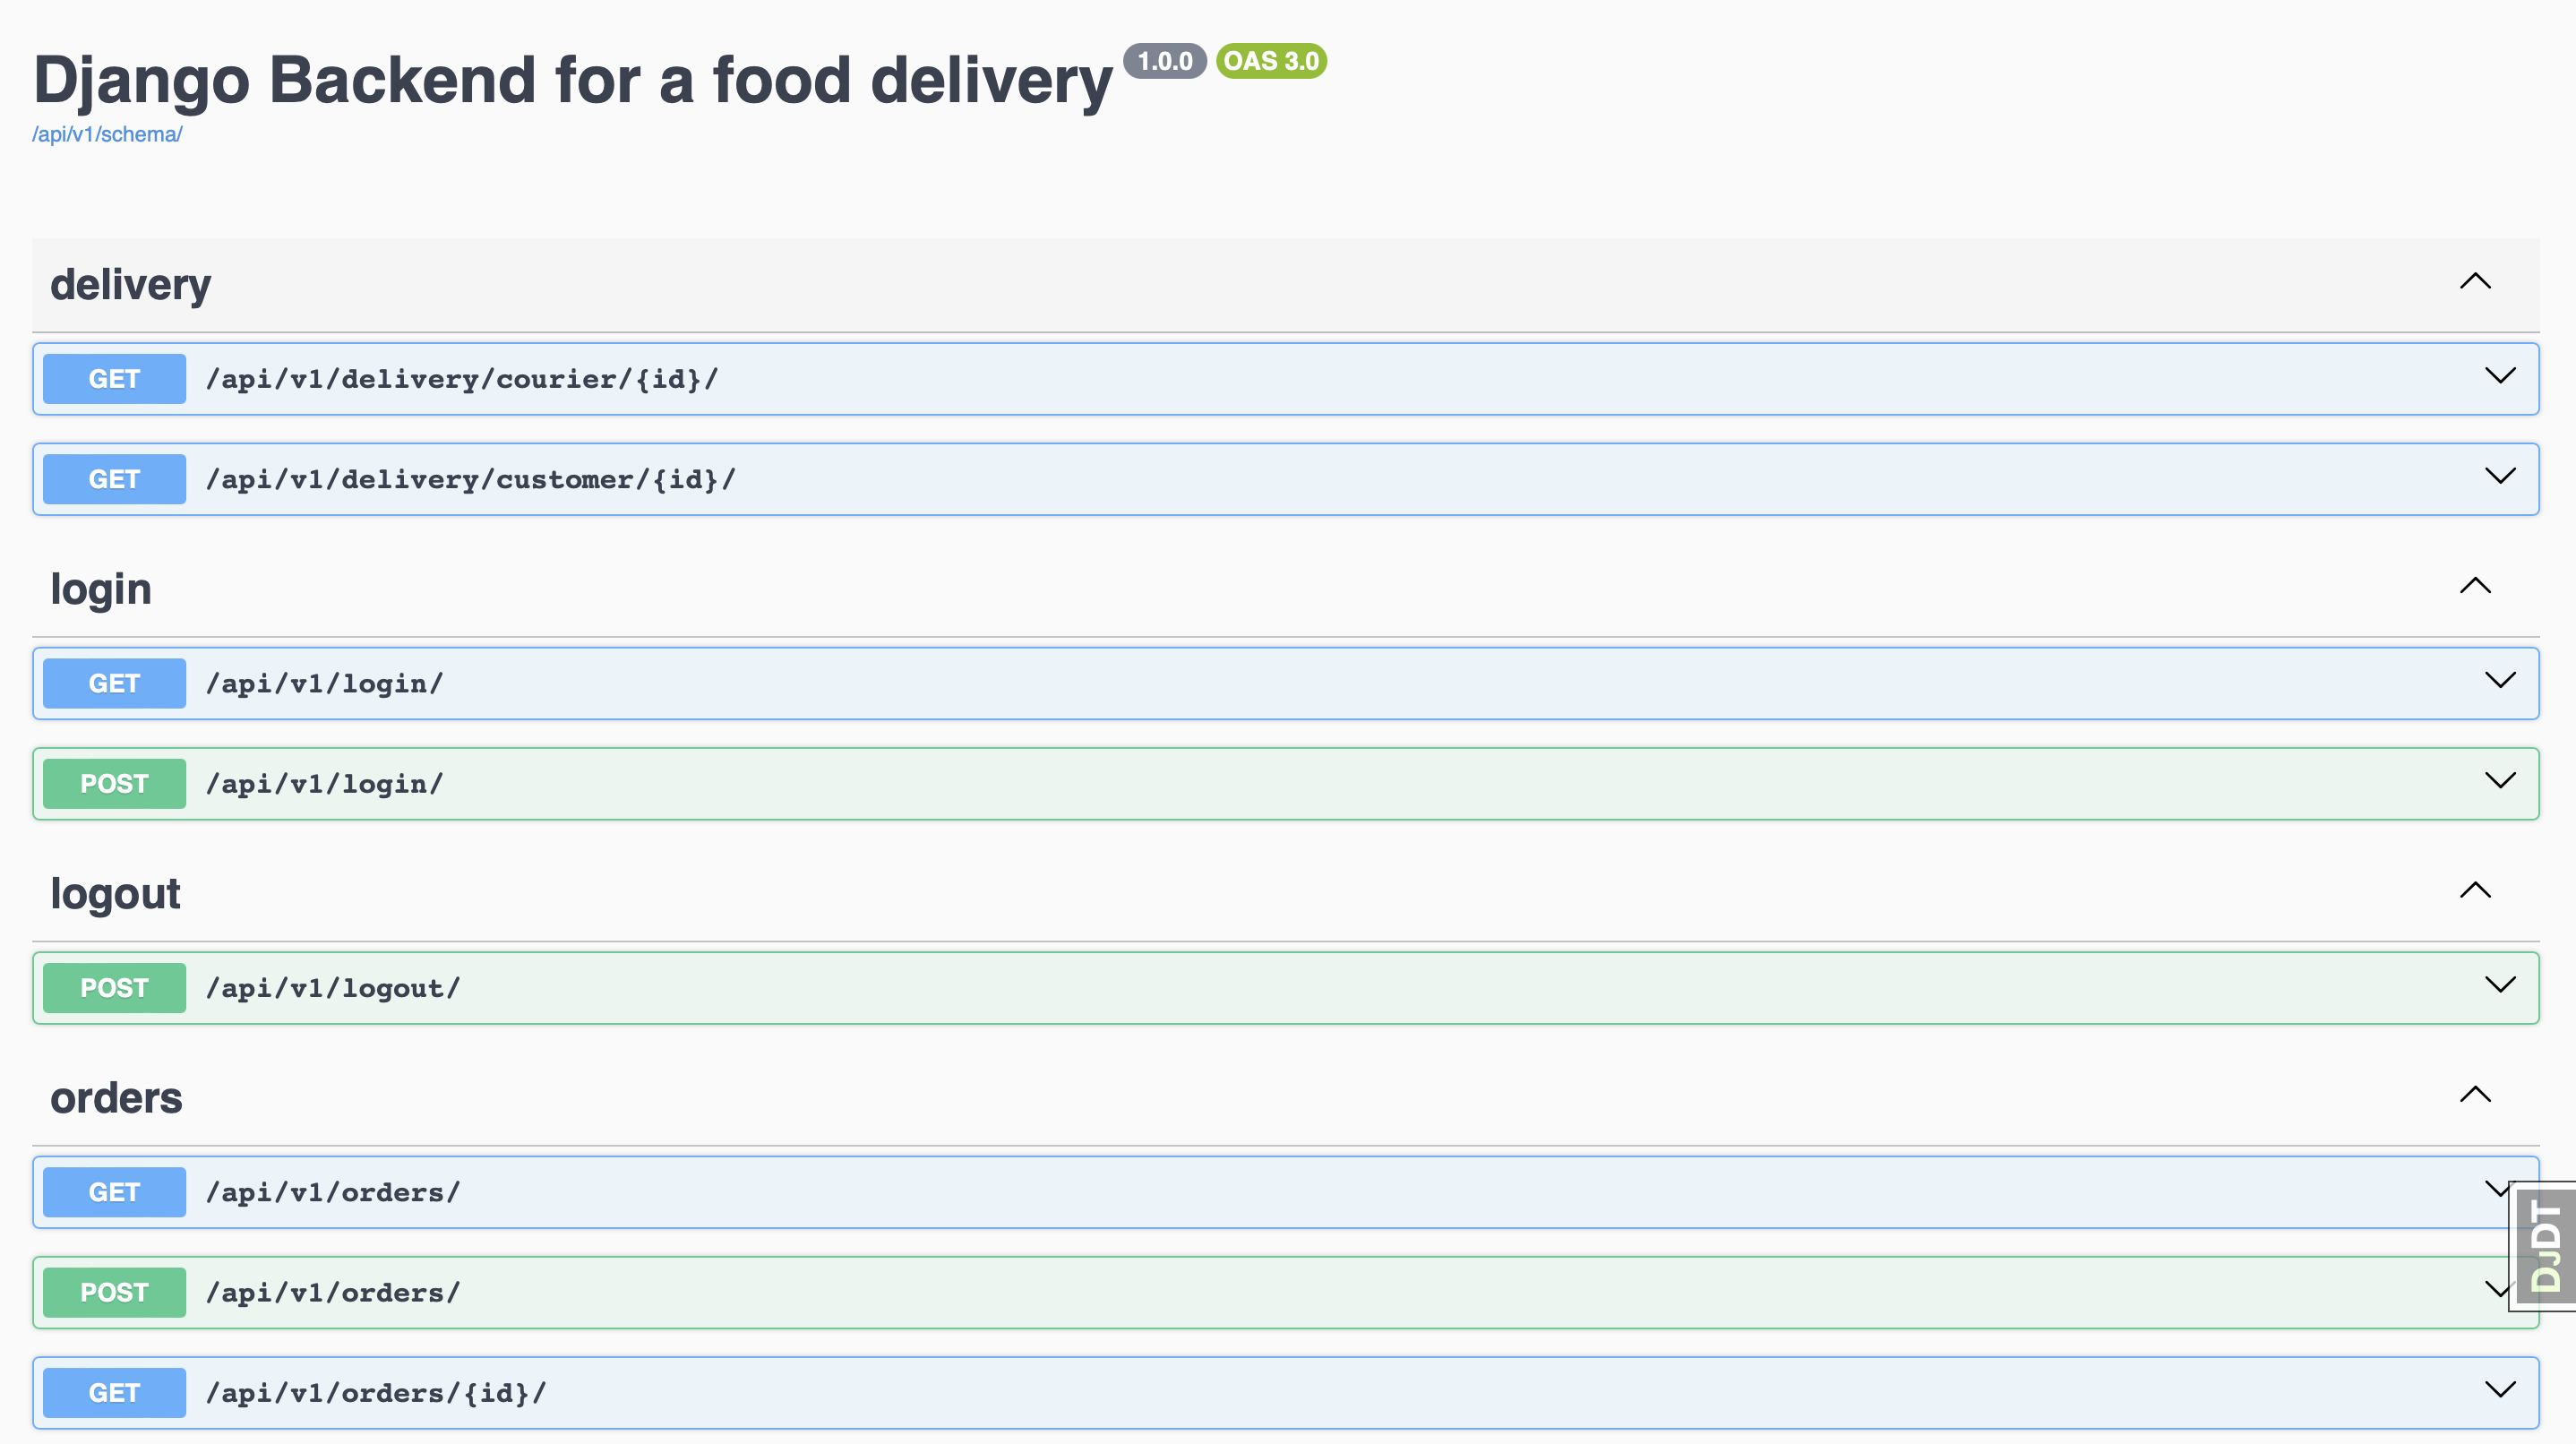 Django Backend for a food delivery 1.0.0 OAS 3.0
/api/v1/schema/
delivery
GET /api/v1/delivery/courier/{id}/
GET /api/v1/delivery/customer/{id}/
login
GET /api/v1/login/
POST /api/v1/login/
logout
POST /api/v1/logout/
orders
GET /api/v1/orders/
POST /api/v1/orders/
DJDT
GET /api/v1/orders/{id}/